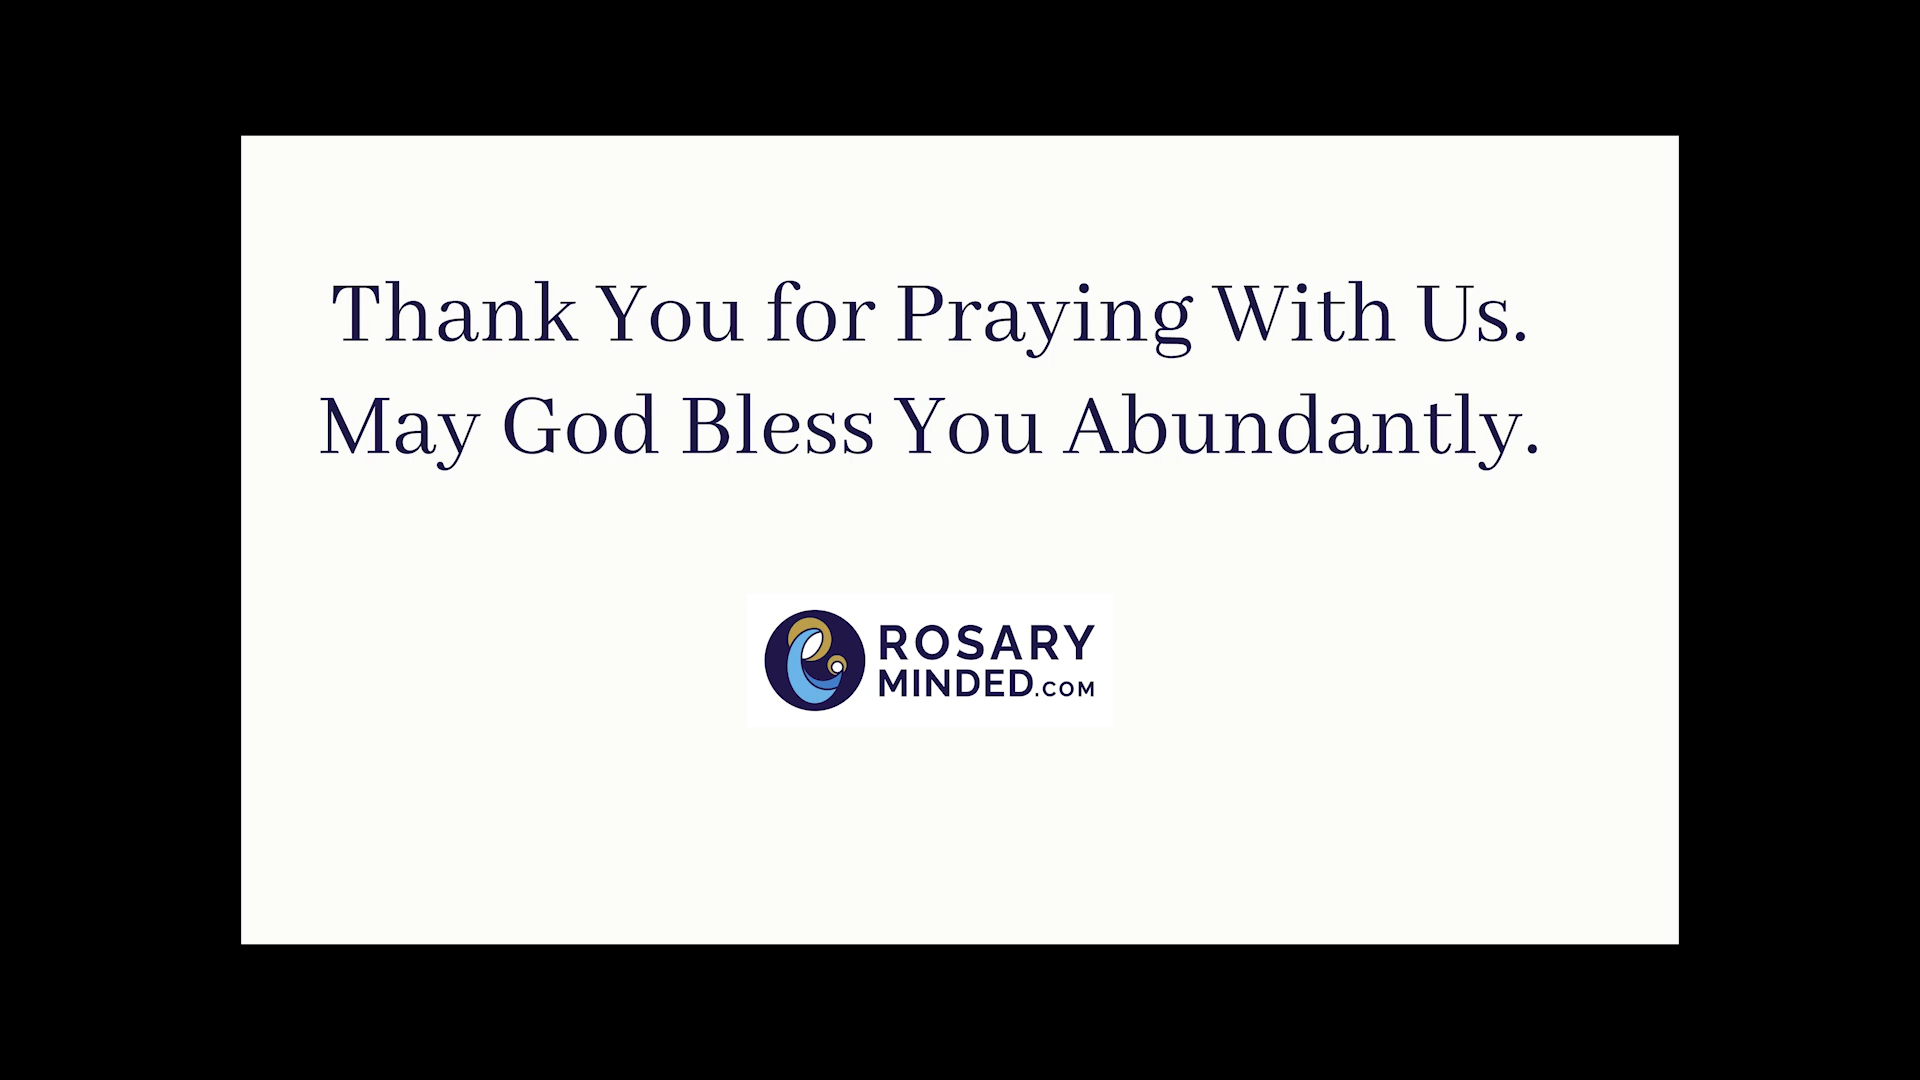 Thank You for Praying With Us.
May God Bless You Abundantly.
ROSARY
MINDED.COM